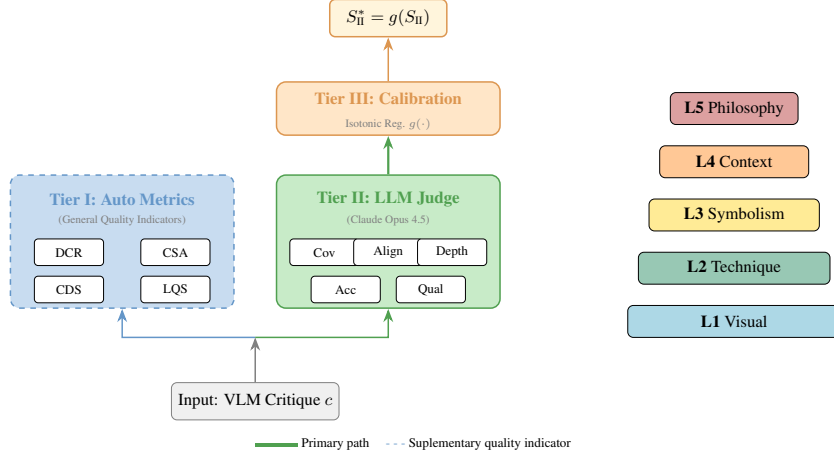 S*II = g(SII)
Tier III: Calibration
Isotonic Reg. g(·)
Tier I: Auto Metrics
(General Quality Indicators)
DCR CSA
CDS LQS
Tier II: LLM Judge
(Claude Opus 4.5)
Cov Align Depth
Acc Qual
Input: VLM Critique c
L5 Philosophy
L4 Context
L3 Symbolism
L2 Technique
L1 Visual
Primary path Suplementary quality indicator